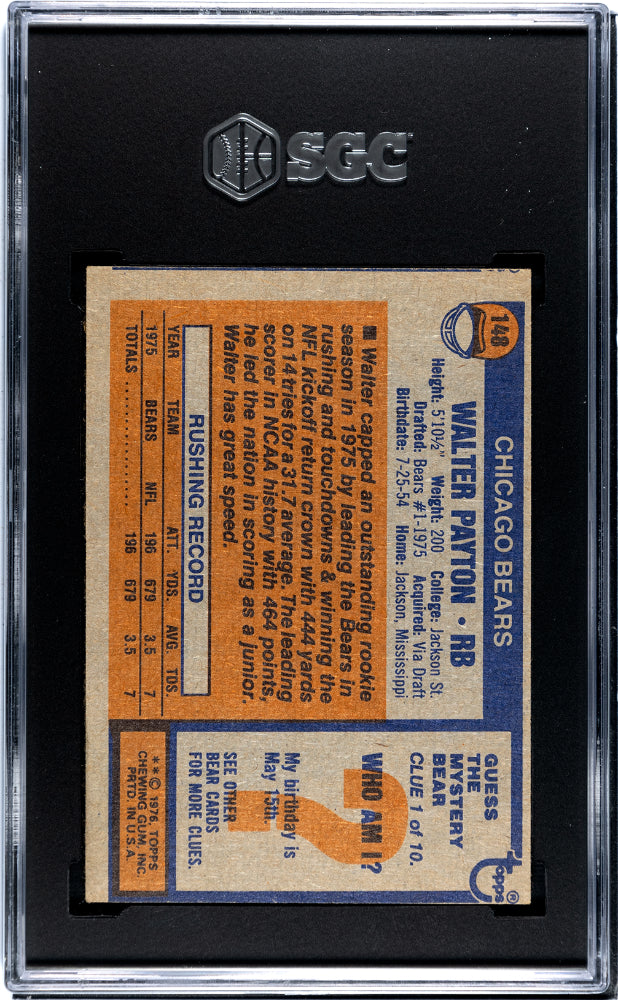 SGC
148
CHICAGO BEARS
WALTER PAYTON • RB
Height: 5'10½" Weight: 200 College: Jackson St.
Drafted: Bears #1-1975 Acquired: Via Draft
Birthdate: 7-25-54 Home: Jackson, Mississippi
Walter capped an outstanding rookie
season in 1975 by leading the Bears in
rushing and touchdowns & winning the
NFL kickoff return crown with 444 yards
on 14 tries for a 31.7 average. The leading
scorer in NCAA history with 464 points,
he led the nation in scoring as a junior.
Walter has great speed.
RUSHING RECORD
YEAR TEAM ATT. YDS. AVG. TDS
1975 BEARS NFL 196 679 3.5 7
TOTALS .................. 196 679 3.5 7
topps®
GUESS
THE
MYSTERY
BEAR
CLUE 1 of 10.
WHO AM I?
?
My birthday is
May 15th.
SEE OTHER
BEAR CARDS
FOR MORE CLUES.
**© 1976. TOPPS
CHEWING GUM, INC.
PRTD. IN U.S.A.